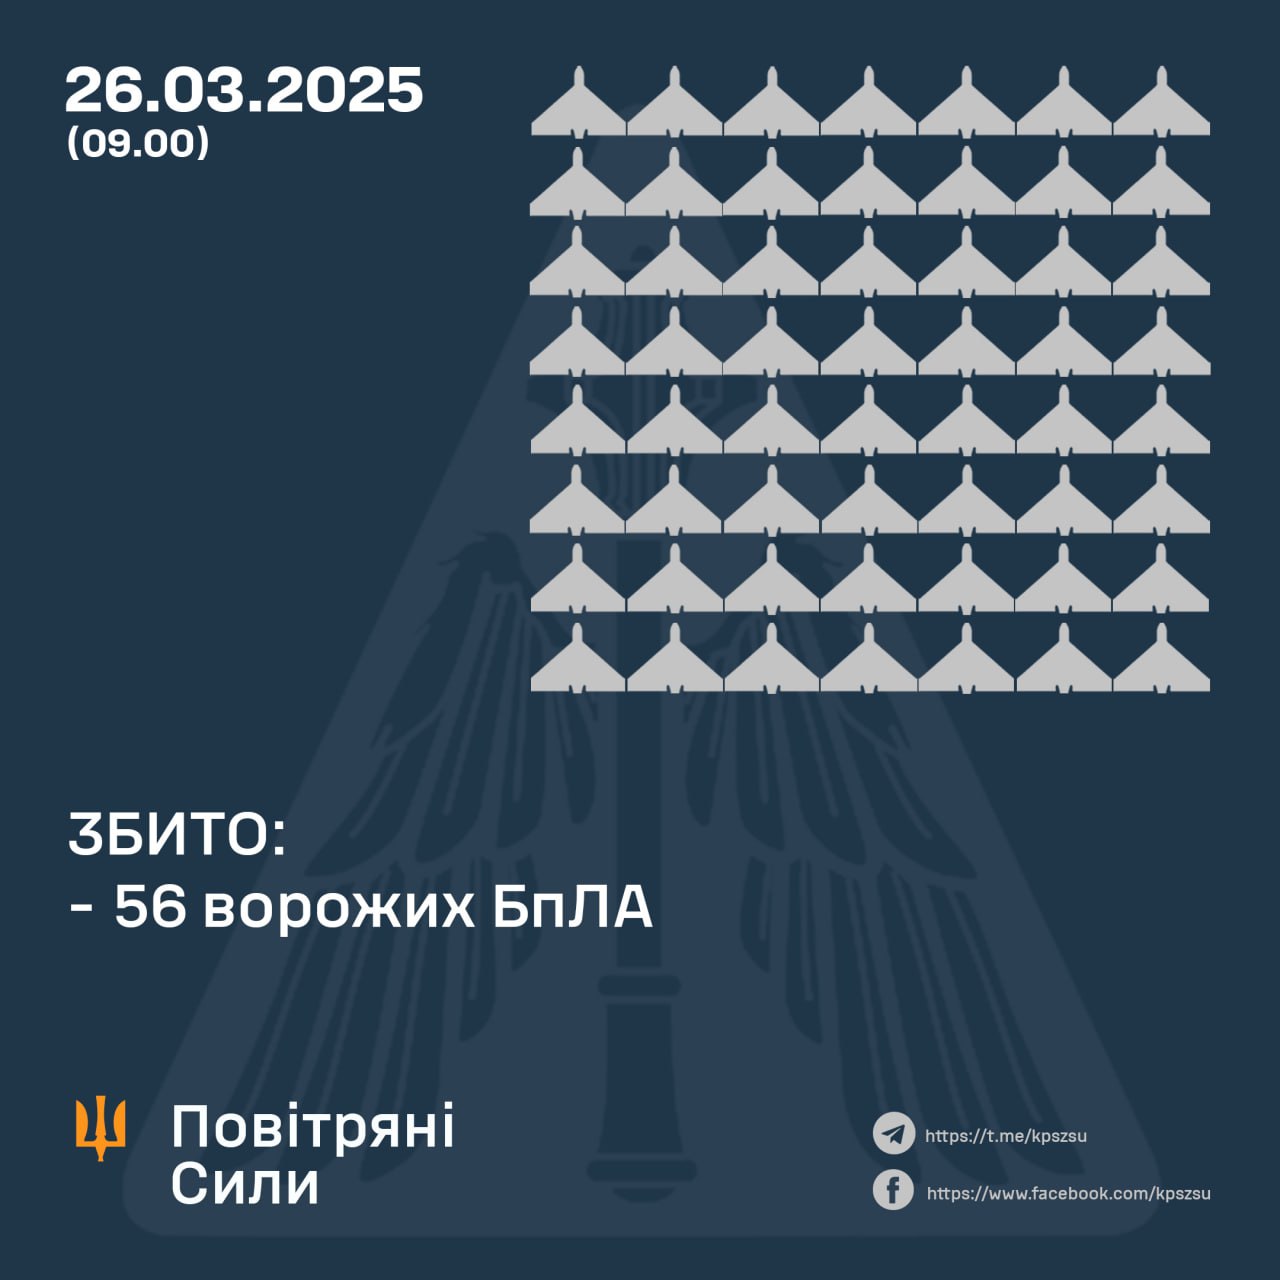 26.03.2025
(09.00)
ЗБИТО:
- 56 ворожих БпЛА
Повітряні
Сили
https://t.me/kpszsu
https://www.facebook.com/kpszsu